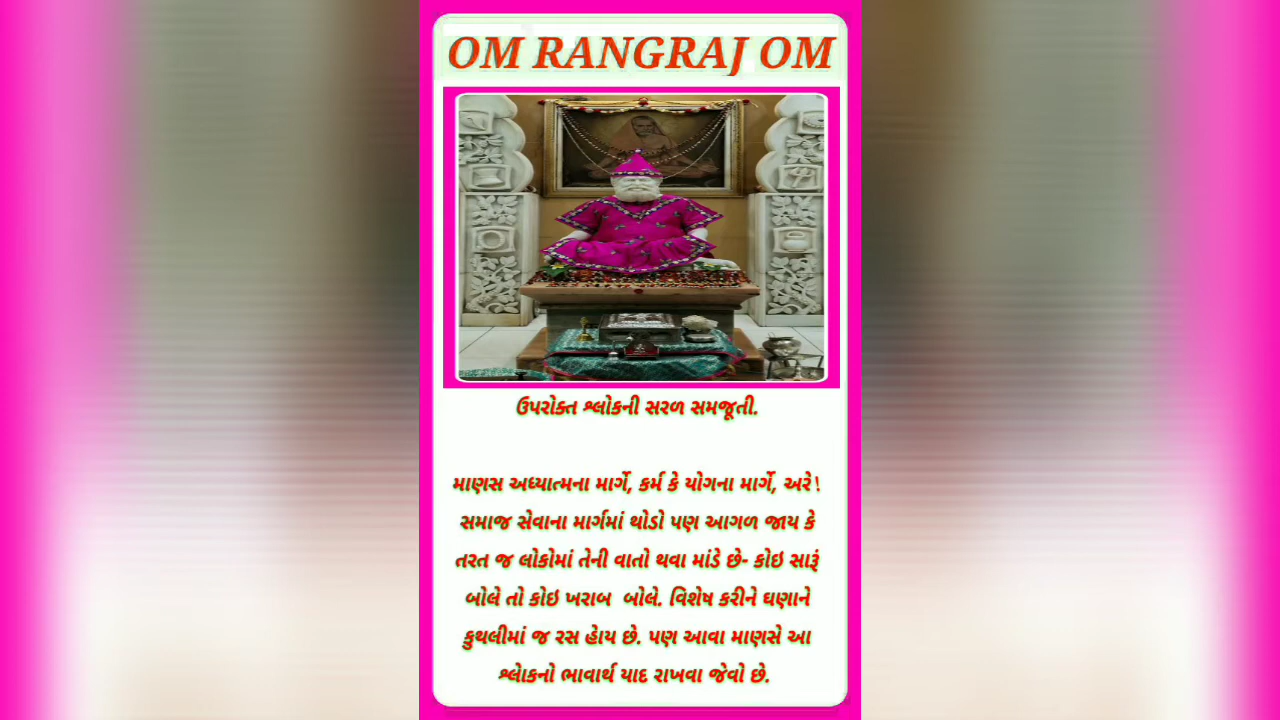 OM RANGRAJ OM
ઉપરોક્ત શ્લોકની સરળ સમજૂતી.
માણસ અધ્યાત્મના માર્ગે, કર્મ કે યોગના માર્ગે, અરે!
સમાજ સેવાના માર્ગમાં થોડો પણ આગળ જાય કે
તરત જ લોકોમાં તેની વાતો થવા માંડે છે- કોઇ સારૂં
બોલે તો કોઇ ખરાબ બોલે. વિશેષ કરીને ઘણાને
કુથલીમાં જ રસ હેાય છે. પણ આવા માણસે આ
શ્લેાકનો ભાવાર્થ યાદ રાખવા જેવો છે.